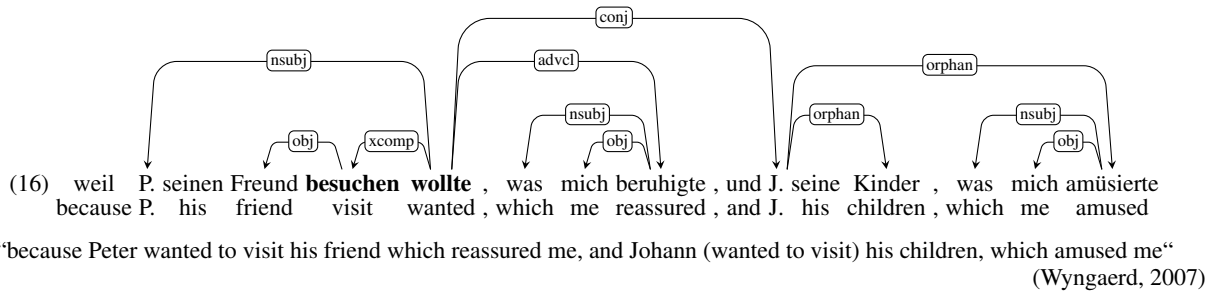 conj
nsubj advcl orphan
nsubj orphan nsubj
obj xcomp obj obj
(16) weil P. seinen Freund besuchen wollte , was mich beruhigte , und J. seine Kinder , was mich amüsierte
because P. his friend visit wanted , which me reassured , and J. his children , which me amused
“because Peter wanted to visit his friend which reassured me, and Johann (wanted to visit) his children, which amused me“
(Wyngaerd, 2007)